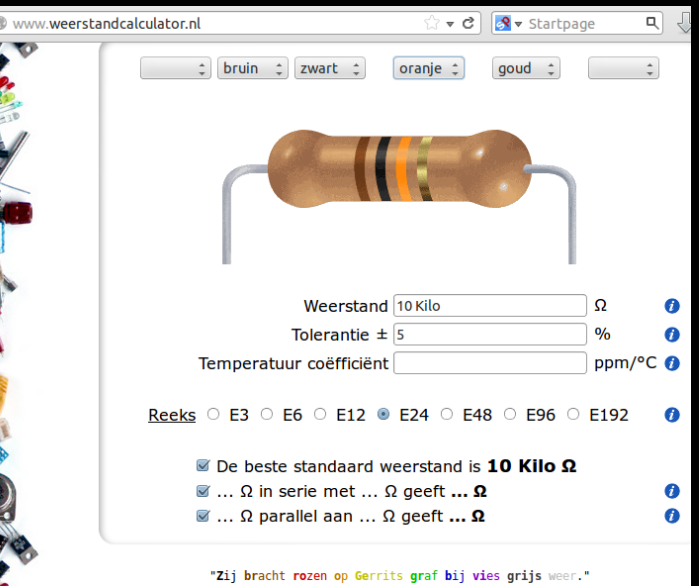 www.weerstandcalculator.nl Startpage
bruin zwart oranje goud
Weerstand 10 Kilo Ω
Tolerantie ± 5 %
Temperatuur coëfficiënt ppm/°C
Reeks E3 E6 E12 E24 E48 E96 E192
De beste standaard weerstand is 10 Kilo Ω
... Ω in serie met ... Ω geeft ... Ω
... Ω parallel aan ... Ω geeft ... Ω
"Zij bracht rozen op Gerrits graf bij vies grijs weer."